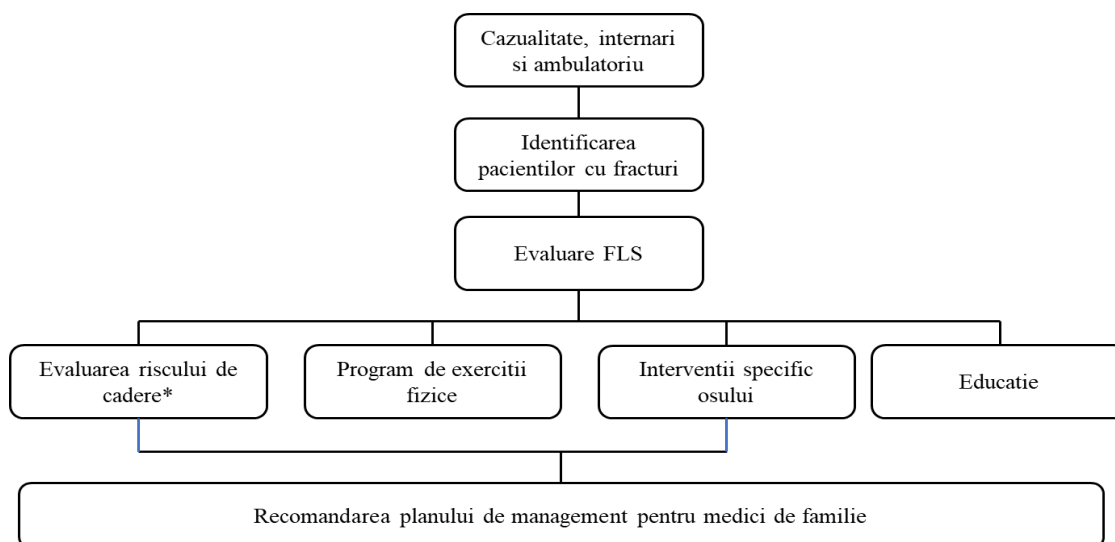 Cazualitate, internari
si ambulatoriu
Identificarea
pacientilor cu fracturi
Evaluare FLS
Evaluarea riscului de
cadere*
Program de exercitii
fizice
Interventii specific
osului
Educatie
Recomandarea planului de management pentru medici de familie